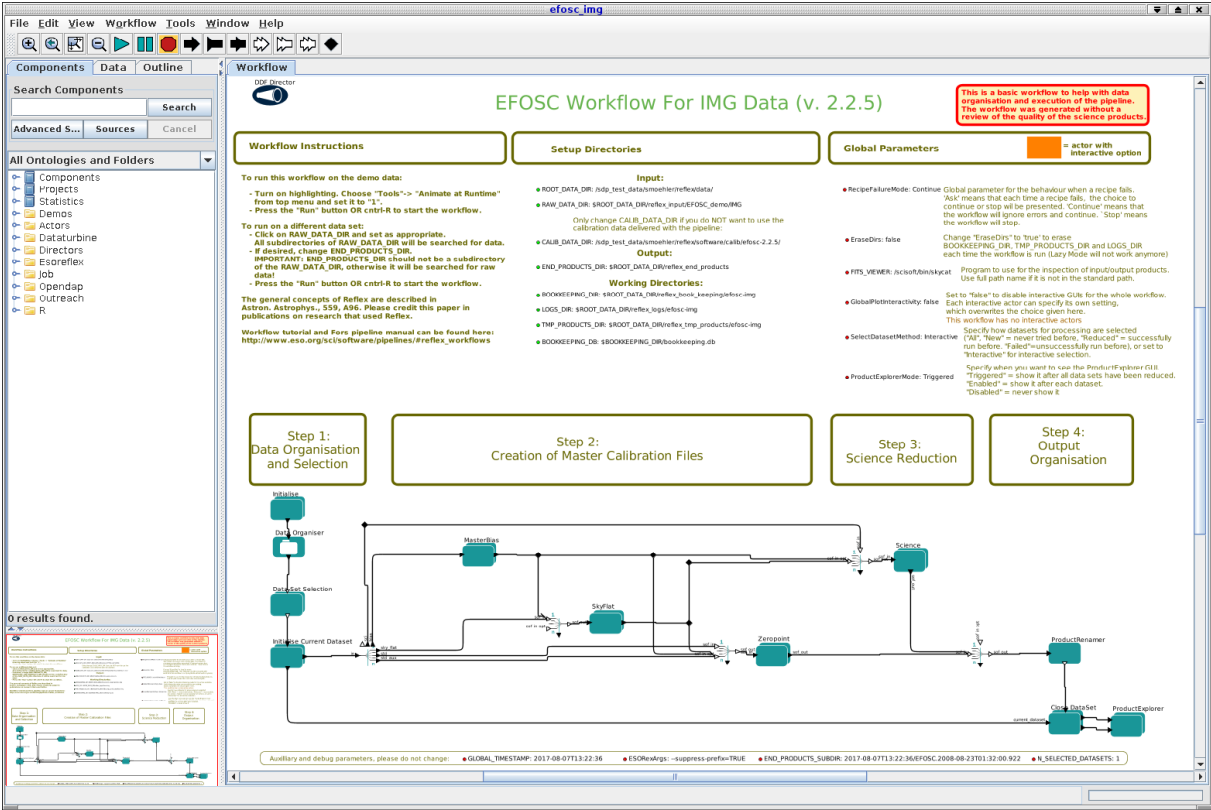 efosc_img
File Edit View Workflow Tools Window Help
Components Data Outline
Workflow
Search Components
Search
Advanced S... Sources Cancel
All Ontologies and Folders
Components
Projects
Statistics
Demos
Actors
Dataturbine
Directors
Esoreflex
Job
Opendap
Outreach
R
0 results found.
DDF Director
EFOSC Workflow For IMG Data (v. 2.2.5)
This is a basic workflow to help with data
organisation and execution of the pipeline.
The workflow was generated without a
review of the quality of the science products.
Workflow Instructions
Setup Directories
Global Parameters
= actor with
interactive option
To run this workflow on the demo data:
- Turn on highlighting. Choose "Tools"-> "Animate at Runtime"
from top menu and set it to "1".
- Press the "Run" button OR cntrl-R to start the workflow.
To run on a different data set:
- Click on RAW_DATA_DIR and set as appropriate.
All subdirectories of RAW_DATA_DIR will be searched for data.
- If desired, change END_PRODUCTS_DIR.
IMPORTANT: END_PRODUCTS_DIR should not be a subdirectory
of the RAW_DATA_DIR, otherwise it will be searched for raw
data!
- Press the "Run" button OR cntrl-R to start the workflow.
The general concepts of Reflex are described in
Astron. Astrophys., 559, A96. Please credit this paper in
publications on research that used Reflex.
Workflow tutorial and Fors pipeline manual can be found here:
http://www.eso.org/sci/software/pipelines/#reflex_workflows
Input:
ROOT_DATA_DIR: /sdp_test_data/smoehler/reflex/data/
RAW_DATA_DIR: $ROOT_DATA_DIR/reflex_input/EFOSC_demo/IMG
Only change CALIB_DATA_DIR if you do NOT want to use the
calibration data delivered with the pipeline:
CALIB_DATA_DIR: /sdp_test_data/smoehler/reflex/software/calib/efosc-2.2.5/
Output:
END_PRODUCTS_DIR: $ROOT_DATA_DIR/reflex_end_products
Working Directories:
BOOKKEEPING_DIR: $ROOT_DATA_DIR/reflex_book_keeping/efosc-img
LOGS_DIR: $ROOT_DATA_DIR/reflex_logs/efosc-img
TMP_PRODUCTS_DIR: $ROOT_DATA_DIR/reflex_tmp_products/efosc-img
BOOKKEEPING_DB: $BOOKKEEPING_DIR/bookkeeping.db
RecipeFailureMode: Continue
Global parameter for the behaviour when a recipe fails.
'Ask' means that each time a recipe fails, the choice to
continue or stop will be presented. 'Continue' means that
the workflow will ignore errors and continue. `Stop' means
the workflow will stop.
EraseDirs: false
Change "EraseDirs" to 'true' to erase
BOOKKEEPING_DIR, TMP_PRODUCTS_DIR and LOGS_DIR
each time the workflow is run (Lazy Mode will not work anymore)
FITS_VIEWER: /scisoft/bin/skycat
Program to use for the inspection of input/output products.
Use full path name if it is not in the standard path.
GlobalPlotInteractivity: false
Set to "false" to disable interactive GUIs for the whole workflow.
Each interactive actor can specify its own setting,
which overwrites the choice given here.
This workflow has no interactive actors
SelectDatasetMethod: Interactive
Specify how datasets for processing are selected
("All", "New" = never tried before, "Reduced" = successfully
run before. "Failed"=unsuccessfully run before), or set to
"Interactive" for interactive selection.
ProductExplorerMode: Triggered
Specify when you want to see the ProductExplorer GUI
"Triggered" = show it after all data sets have been reduced.
"Enabled" = show it after each dataset.
"Disabled" = never show it
Step 1:
Data Organisation
and Selection
Step 2:
Creation of Master Calibration Files
Step 3:
Science Reduction
Step 4:
Output
Organisation
Initialise
Data Organiser
DataSet Selection
Initialise Current Dataset
MasterBias
SkyFlat
Zeropoint
Science
ProductRenamer
Close DataSet
ProductExplorer
current_dataset
Auxiliary and debug parameters, please do not change:
GLOBAL_TIMESTAMP: 2017-08-07T13:22:36
ESORexArgs: --suppress-prefix=TRUE
END_PRODUCTS_SUBDIR: 2017-08-07T13:22:36/EFOSC.2008-08-23T01:32:00.922
N_SELECTED_DATASETS: 1